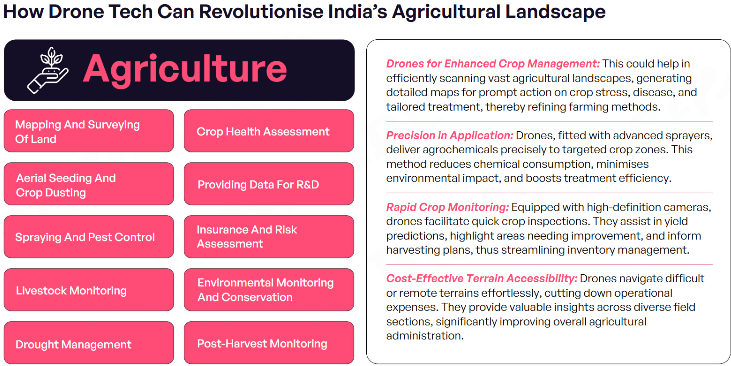 How Drone Tech Can Revolutionise India's Agricultural Landscape
Agriculture
Mapping And Surveying
Of Land
Crop Health Assessment
Aerial Seeding And
Crop Dusting
Providing Data For R&D
Spraying And Pest Control
Insurance And Risk
Assessment
Livestock Monitoring
Environmental Monitoring
And Conservation
Drought Management
Post-Harvest Monitoring
Drones for Enhanced Crop Management: This could help in
efficiently scanning vast agricultural landscapes, generating
detailed maps for prompt action on crop stress, disease, and
tailored treatment, thereby refining farming methods.
Precision in Application: Drones, fitted with advanced sprayers,
deliver agrochemicals precisely to targeted crop zones. This
method reduces chemical consumption, minimises
environmental impact, and boosts treatment efficiency.
Rapid Crop Monitoring: Equipped with high-definition cameras,
drones facilitate quick crop inspections. They assist in yield
predictions, highlight areas needing improvement, and inform
harvesting plans, thus streamlining inventory management.
Cost-Effective Terrain Accessibility: Drones navigate difficult
or remote terrains effortlessly, cutting down operational
expenses. They provide valuable insights across diverse field
sections, significantly improving overall agricultural
administration.